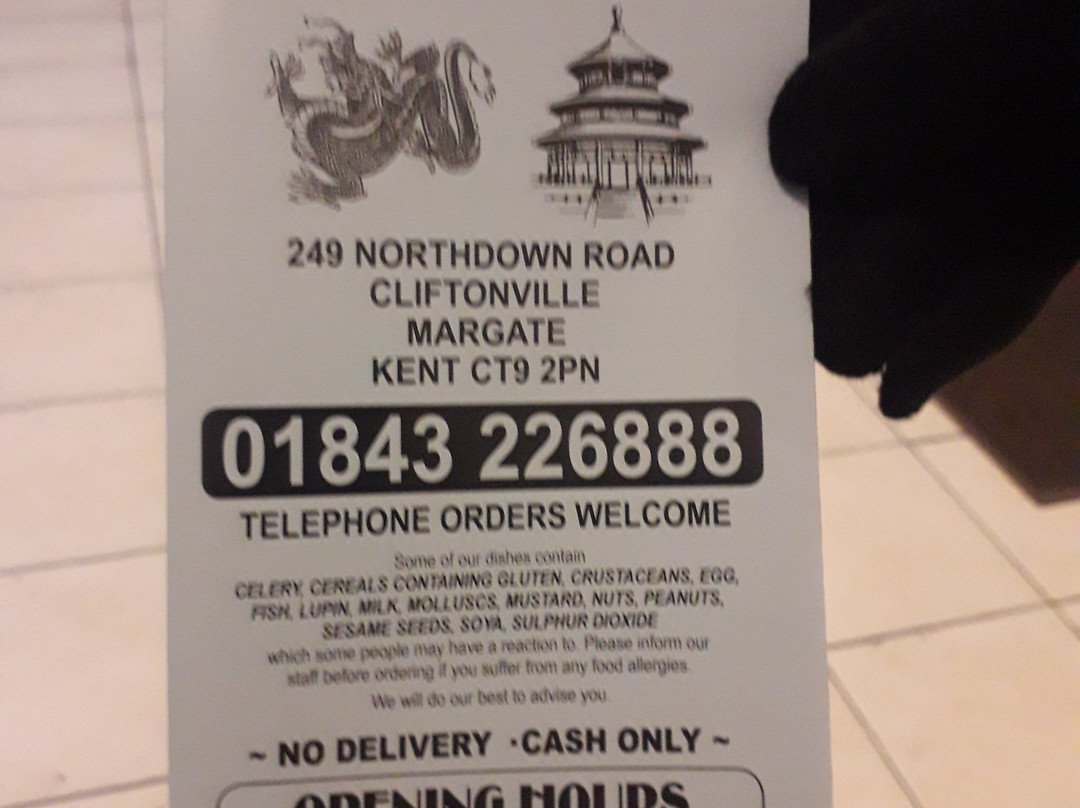 249 NORTHDOWN ROAD
CLIFTONVILLE
MARGATE
KENT CT9 2PN
01843 226888
TELEPHONE ORDERS WELCOME
Some of our dishes contain
CELERY, CEREALS CONTAINING GLUTEN, CRUSTACEANS, EGG,
FISH, LUPIN, MILK, MOLLUSCS, MUSTARD, NUTS, PEANUTS,
SESAME SEEDS, SOYA, SULPHUR DIOXIDE
which some people may have a reaction to. Please inform our
staff before ordering if you suffer from any food allergies.
We will do our best to advise you.
~ NO DELIVERY ·CASH ONLY ~
OPENING HOURS